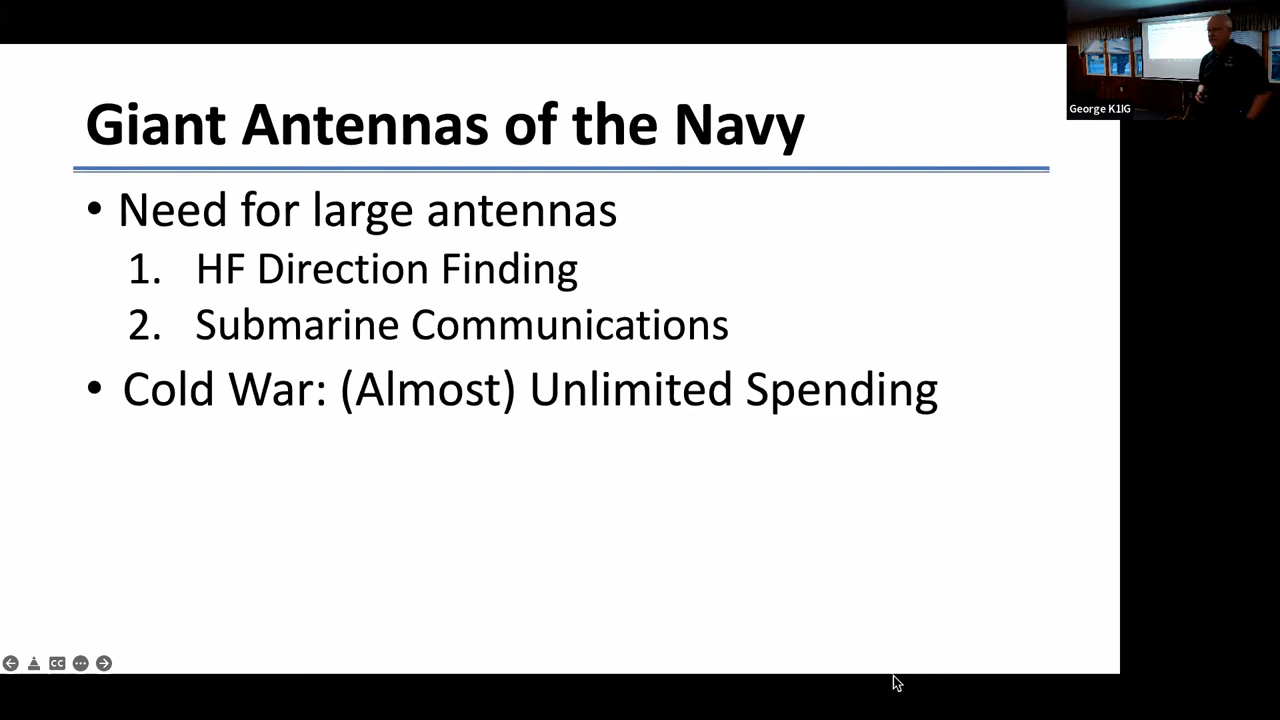 Giant Antennas of the Navy
• Need for large antennas
1. HF Direction Finding
2. Submarine Communications
• Cold War: (Almost) Unlimited Spending
George K1IG
CC